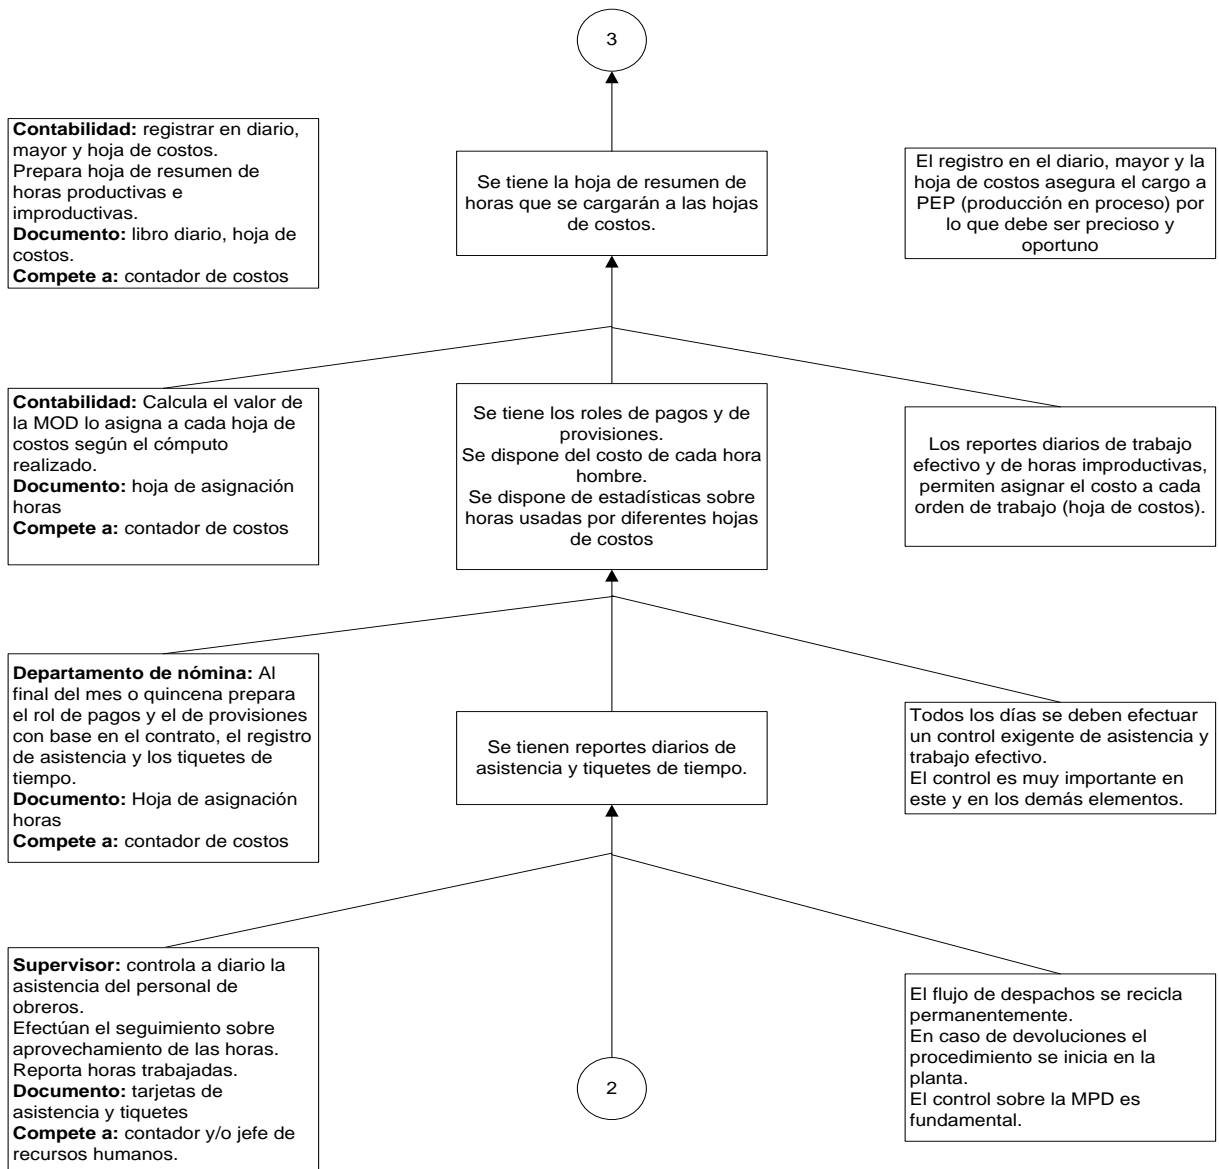 3
Contabilidad: registrar en diario,
mayor y hoja de costos.
Prepara hoja de resumen de
horas productivas e
improductivas.
Documento: libro diario, hoja de
costos.
Compete a: contador de costos
Se tiene la hoja de resumen de
horas que se cargarán a las hojas
de costos.
El registro en el diario, mayor y la
hoja de costos asegura el cargo a
PEP (producción en proceso) por
lo que debe ser precioso y
oportuno
Contabilidad: Calcula el valor de
la MOD lo asigna a cada hoja de
costos según el cómputo
realizado.
Documento: hoja de asignación
horas
Compete a: contador de costos
Se tiene los roles de pagos y de
provisiones.
Se dispone del costo de cada hora
hombre.
Se dispone de estadísticas sobre
horas usadas por diferentes hojas
de costos
Los reportes diarios de trabajo
efectivo y de horas improductivas,
permiten asignar el costo a cada
orden de trabajo (hoja de costos).
Departamento de nómina: Al
final del mes o quincena prepara
el rol de pagos y el de provisiones
con base en el contrato, el registro
de asistencia y los tiquetes de
tiempo.
Documento: Hoja de asignación
horas
Compete a: contador de costos
Se tienen reportes diarios de
asistencia y tiquetes de tiempo.
Todos los días se deben efectuar
un control exigente de asistencia y
trabajo efectivo.
El control es muy importante en
este y en los demás elementos.
Supervisor: controla a diario la
asistencia del personal de
obreros.
Efectúan el seguimiento sobre
aprovechamiento de las horas.
Reporta horas trabajadas.
Documento: tarjetas de
asistencia y tiquetes
Compete a: contador y/o jefe de
recursos humanos.
2
El flujo de despachos se recicla
permanentemente.
En caso de devoluciones el
procedimiento se inicia en la
planta.
El control sobre la MPD es
fundamental.